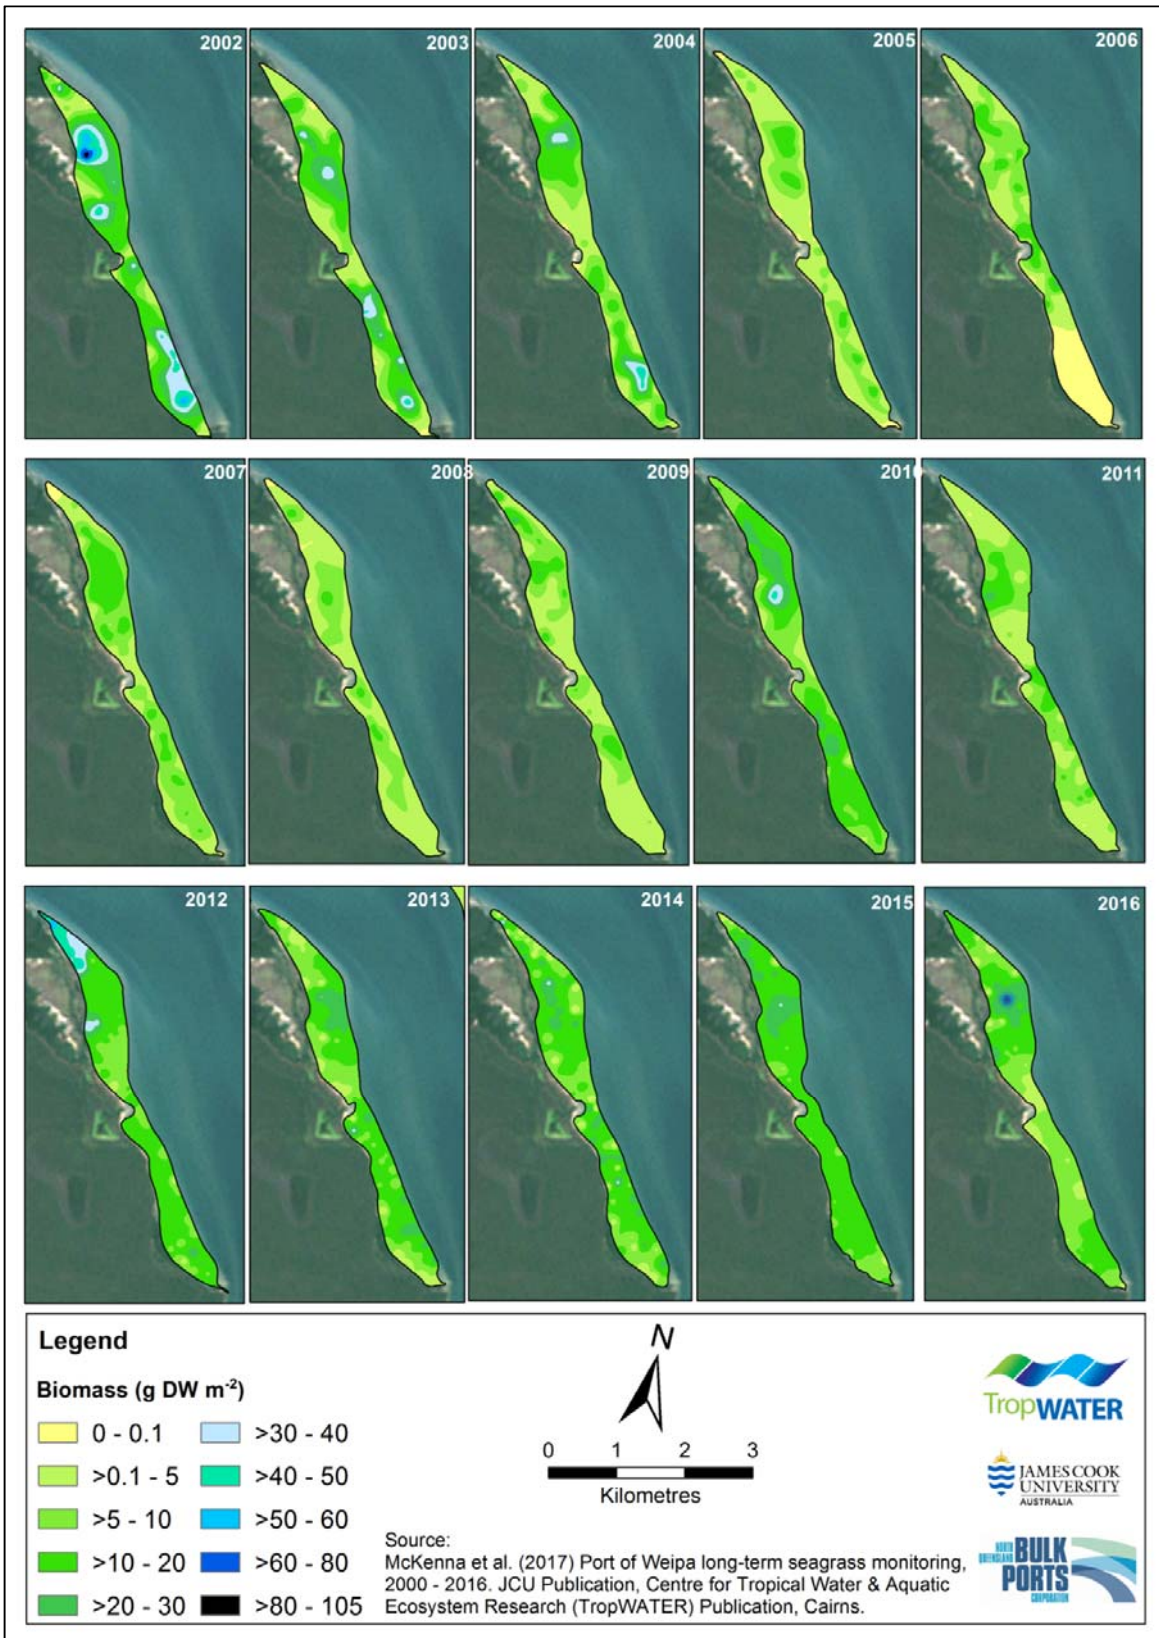 2002
2003
2004
2005
2006
2007
2008
2009
2010
2011
2012
2013
2014
2015
2016
Legend
Biomass (g DW m⁻²)
0 - 0.1
>0.1 - 5
>5 - 10
>10 - 20
>20 - 30
>30 - 40
>40 - 50
>50 - 60
>60 - 80
>80 - 105
N
0 1 2 3
Kilometres
Source:
McKenna et al. (2017) Port of Weipa long-term seagrass monitoring,
2000 - 2016. JCU Publication, Centre for Tropical Water & Aquatic
Ecosystem Research (TropWATER) Publication, Cairns.
TropWATER
JAMES COOK
UNIVERSITY
AUSTRALIA
NORTH
QUEENSLAND
BULK
PORTS
CORPORATION